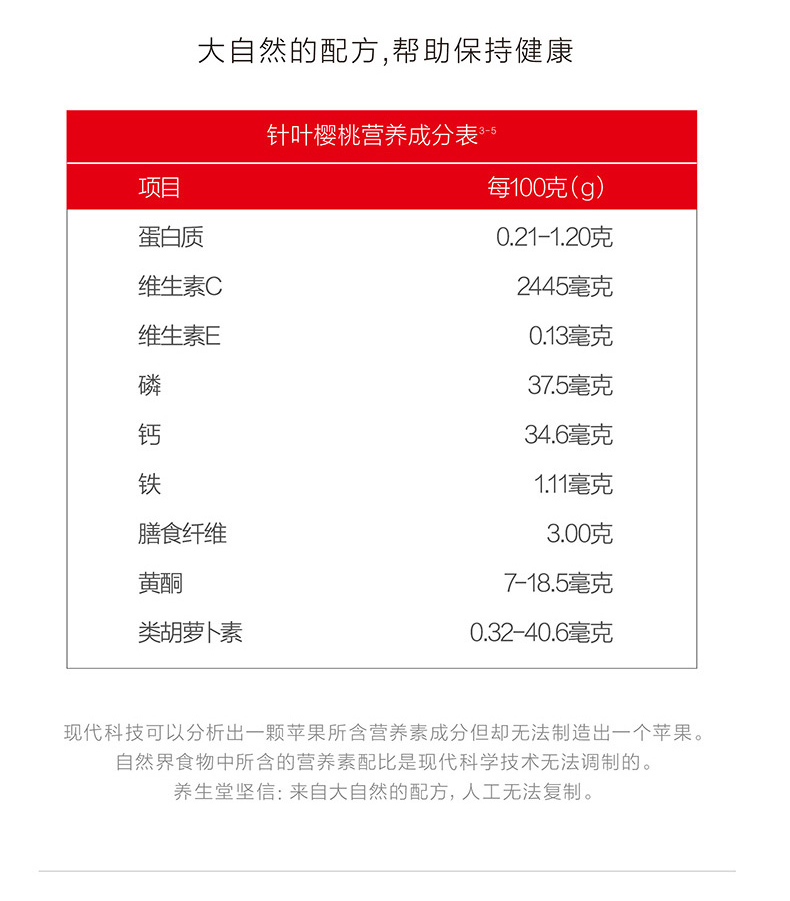 大自然的配方,帮助保持健康
针叶樱桃营养成分表3-5
项目 每100克(g)
蛋白质 0.21-1.20克
维生素C 2445毫克
维生素E 0.13毫克
磷 37.5毫克
钙 34.6毫克
铁 1.11毫克
膳食纤维 3.00克
黄酮 7-18.5毫克
类胡萝卜素 0.32-40.6毫克
现代科技可以分析出一颗苹果所含营养素成分但却无法制造出一个苹果。
自然界食物中所含的营养素配比是现代科学技术无法调制的。
养生堂坚信: 来自大自然的配方, 人工无法复制。